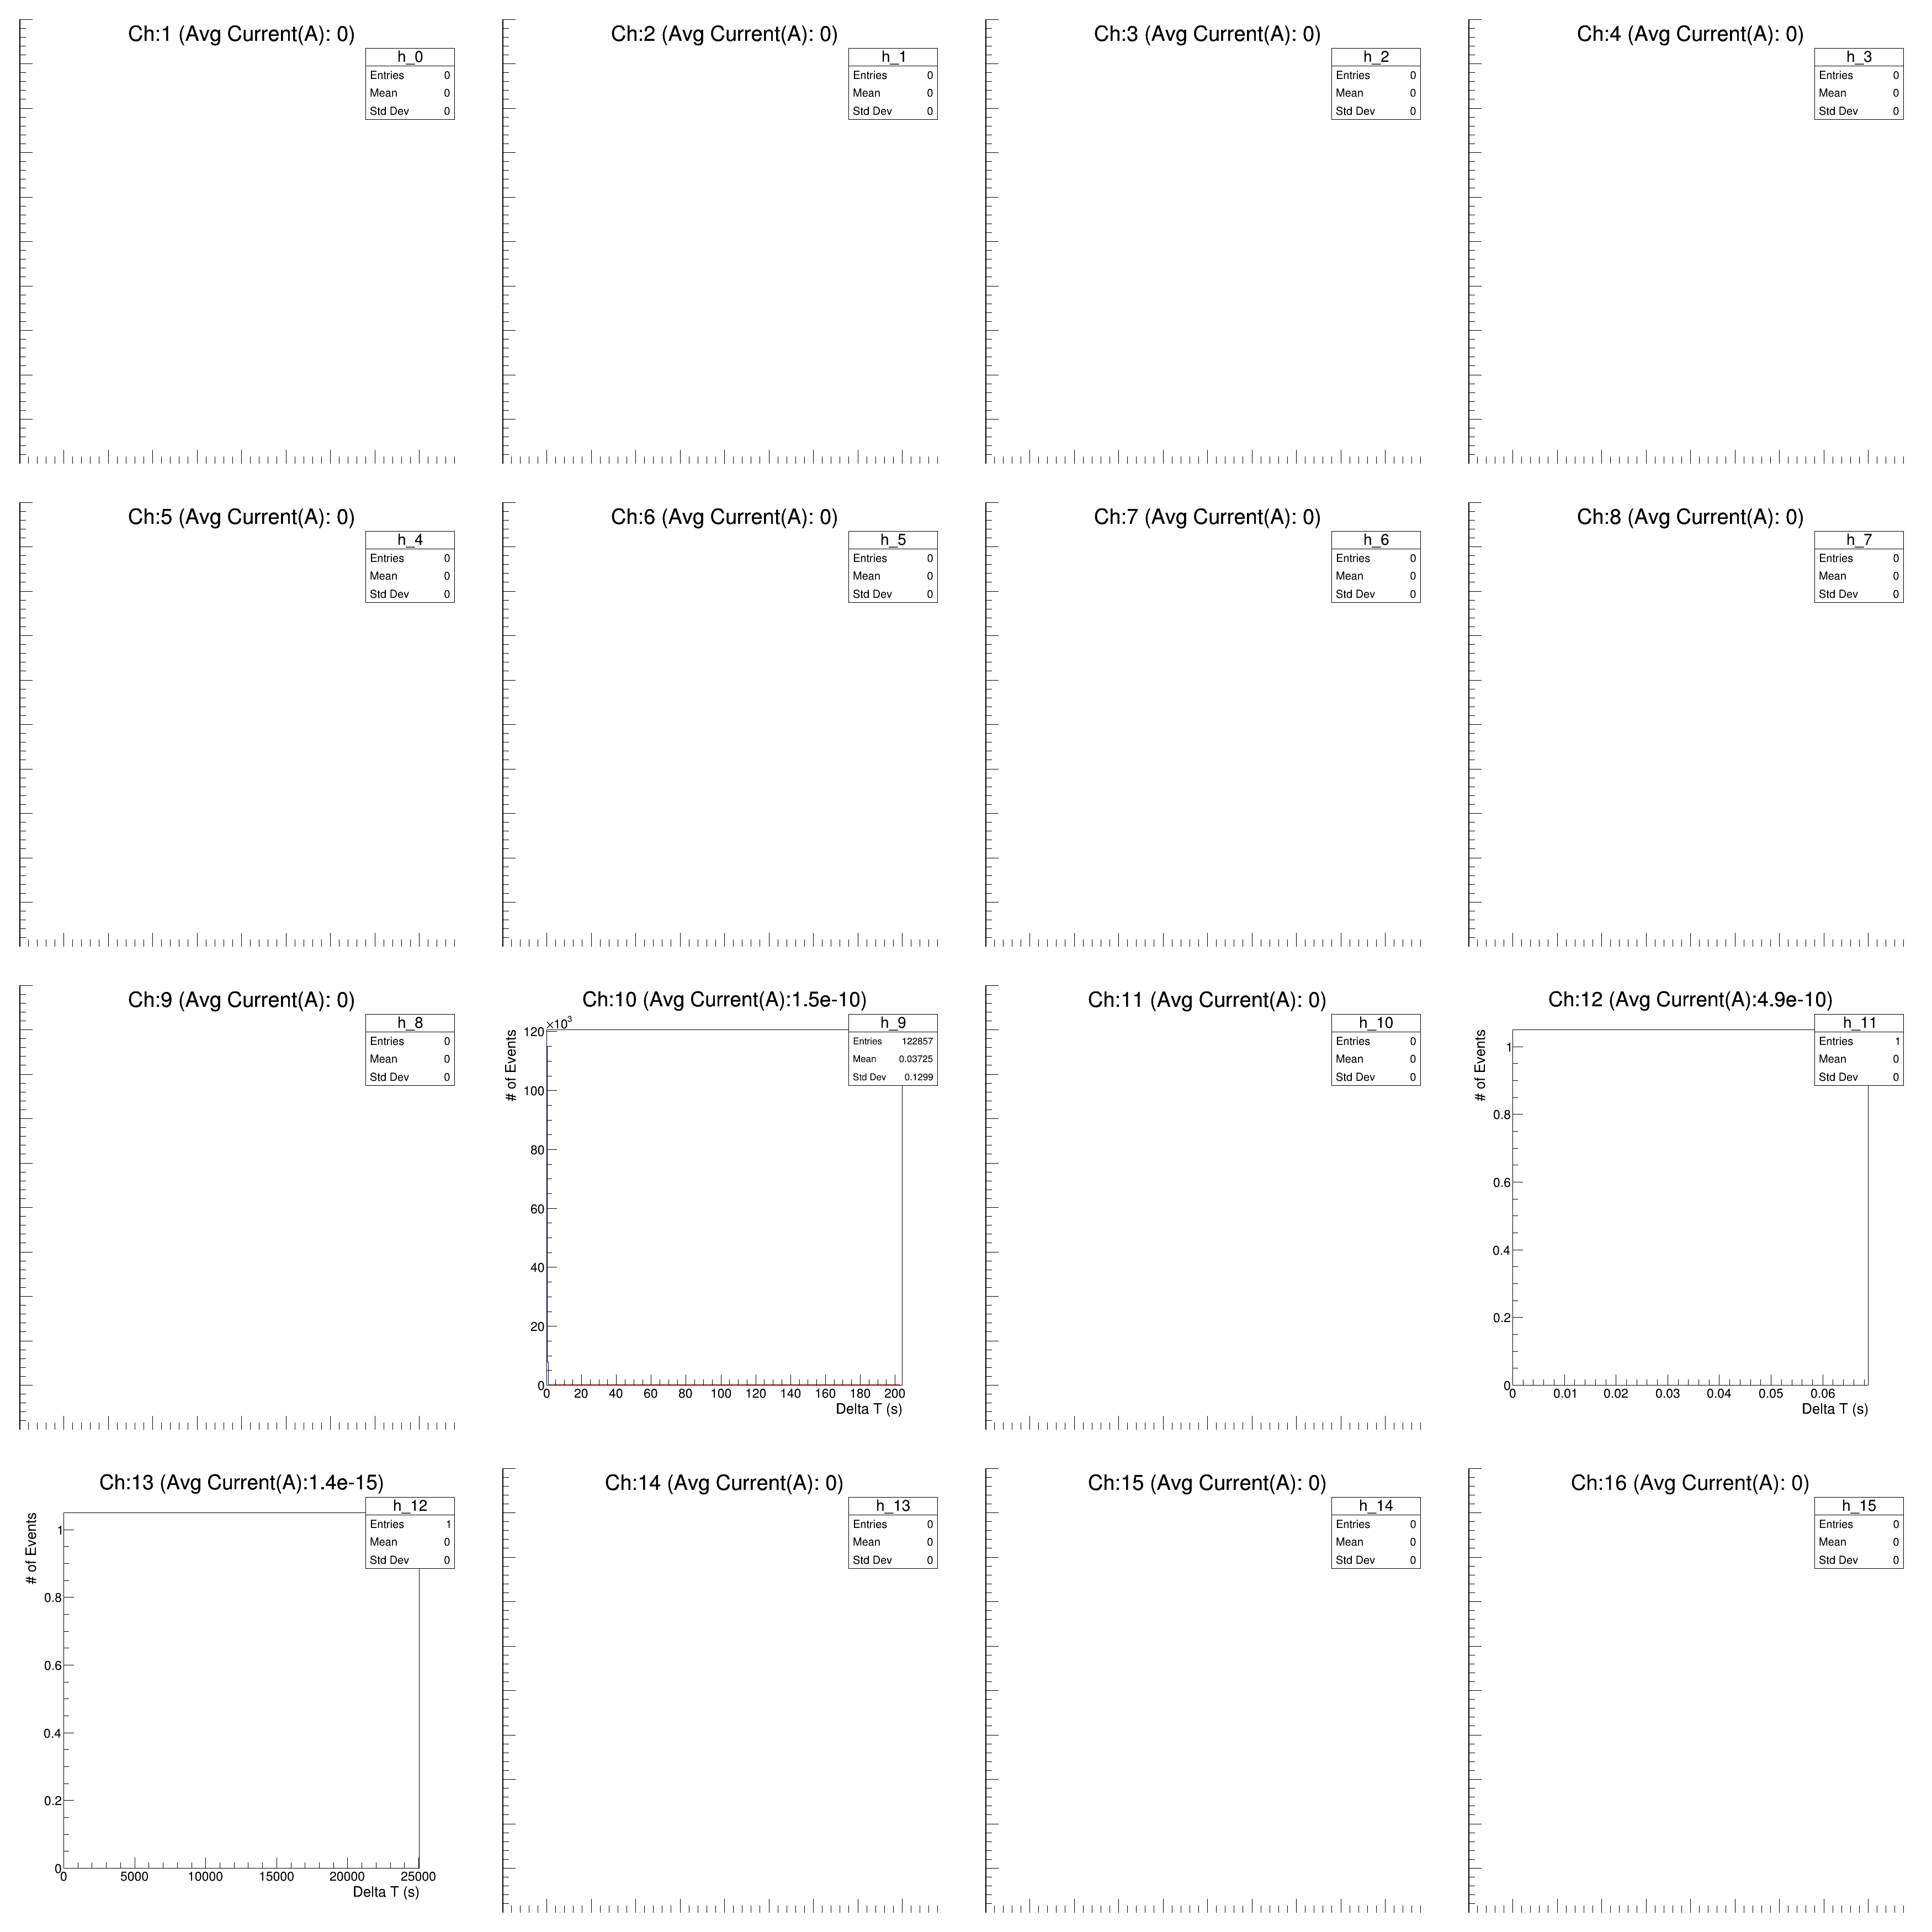 Ch:1 (Avg Current(A): 0)
h_0
Entries 0
Mean 0
Std Dev 0
Ch:2 (Avg Current(A): 0)
h_1
Entries 0
Mean 0
Std Dev 0
Ch:3 (Avg Current(A): 0)
h_2
Entries 0
Mean 0
Std Dev 0
Ch:4 (Avg Current(A): 0)
h_3
Entries 0
Mean 0
Std Dev 0
Ch:5 (Avg Current(A): 0)
h_4
Entries 0
Mean 0
Std Dev 0
Ch:6 (Avg Current(A): 0)
h_5
Entries 0
Mean 0
Std Dev 0
Ch:7 (Avg Current(A): 0)
h_6
Entries 0
Mean 0
Std Dev 0
Ch:8 (Avg Current(A): 0)
h_7
Entries 0
Mean 0
Std Dev 0
Ch:9 (Avg Current(A): 0)
h_8
Entries 0
Mean 0
Std Dev 0
Ch:10 (Avg Current(A):1.5e-10)
×10³
h_9
Entries 122857
Mean 0.03725
Std Dev 0.1299
# of Events
120
100
80
60
40
20
0
0 20 40 60 80 100 120 140 160 180 200
Delta T (s)
Ch:11 (Avg Current(A): 0)
h_10
Entries 0
Mean 0
Std Dev 0
Ch:12 (Avg Current(A):4.9e-10)
h_11
Entries 1
Mean 0
Std Dev 0
# of Events
1
0.8
0.6
0.4
0.2
0
0 0.01 0.02 0.03 0.04 0.05 0.06
Delta T (s)
Ch:13 (Avg Current(A):1.4e-15)
h_12
Entries 1
Mean 0
Std Dev 0
# of Events
1
0.8
0.6
0.4
0.2
0
0 5000 10000 15000 20000 25000
Delta T (s)
Ch:14 (Avg Current(A): 0)
h_13
Entries 0
Mean 0
Std Dev 0
Ch:15 (Avg Current(A): 0)
h_14
Entries 0
Mean 0
Std Dev 0
Ch:16 (Avg Current(A): 0)
h_15
Entries 0
Mean 0
Std Dev 0